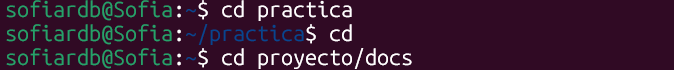 sofiardb@Sofia:~$ cd practica
sofiardb@Sofia:~/practica$ cd
sofiardb@Sofia:~$ cd proyecto/docs